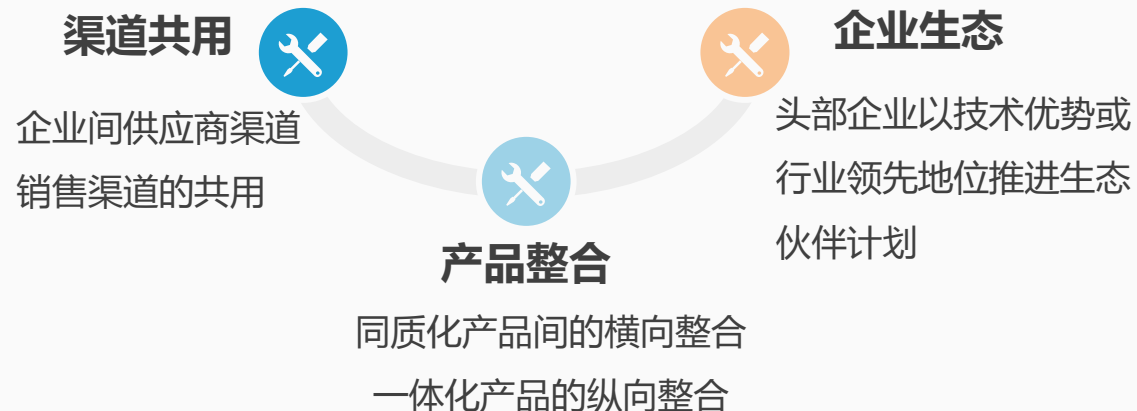 渠道共用
企业间供应商渠道
销售渠道的共用
产品整合
同质化产品间的横向整合
一体化产品的纵向整合
企业生态
头部企业以技术优势或
行业领先地位推进生态
伙伴计划